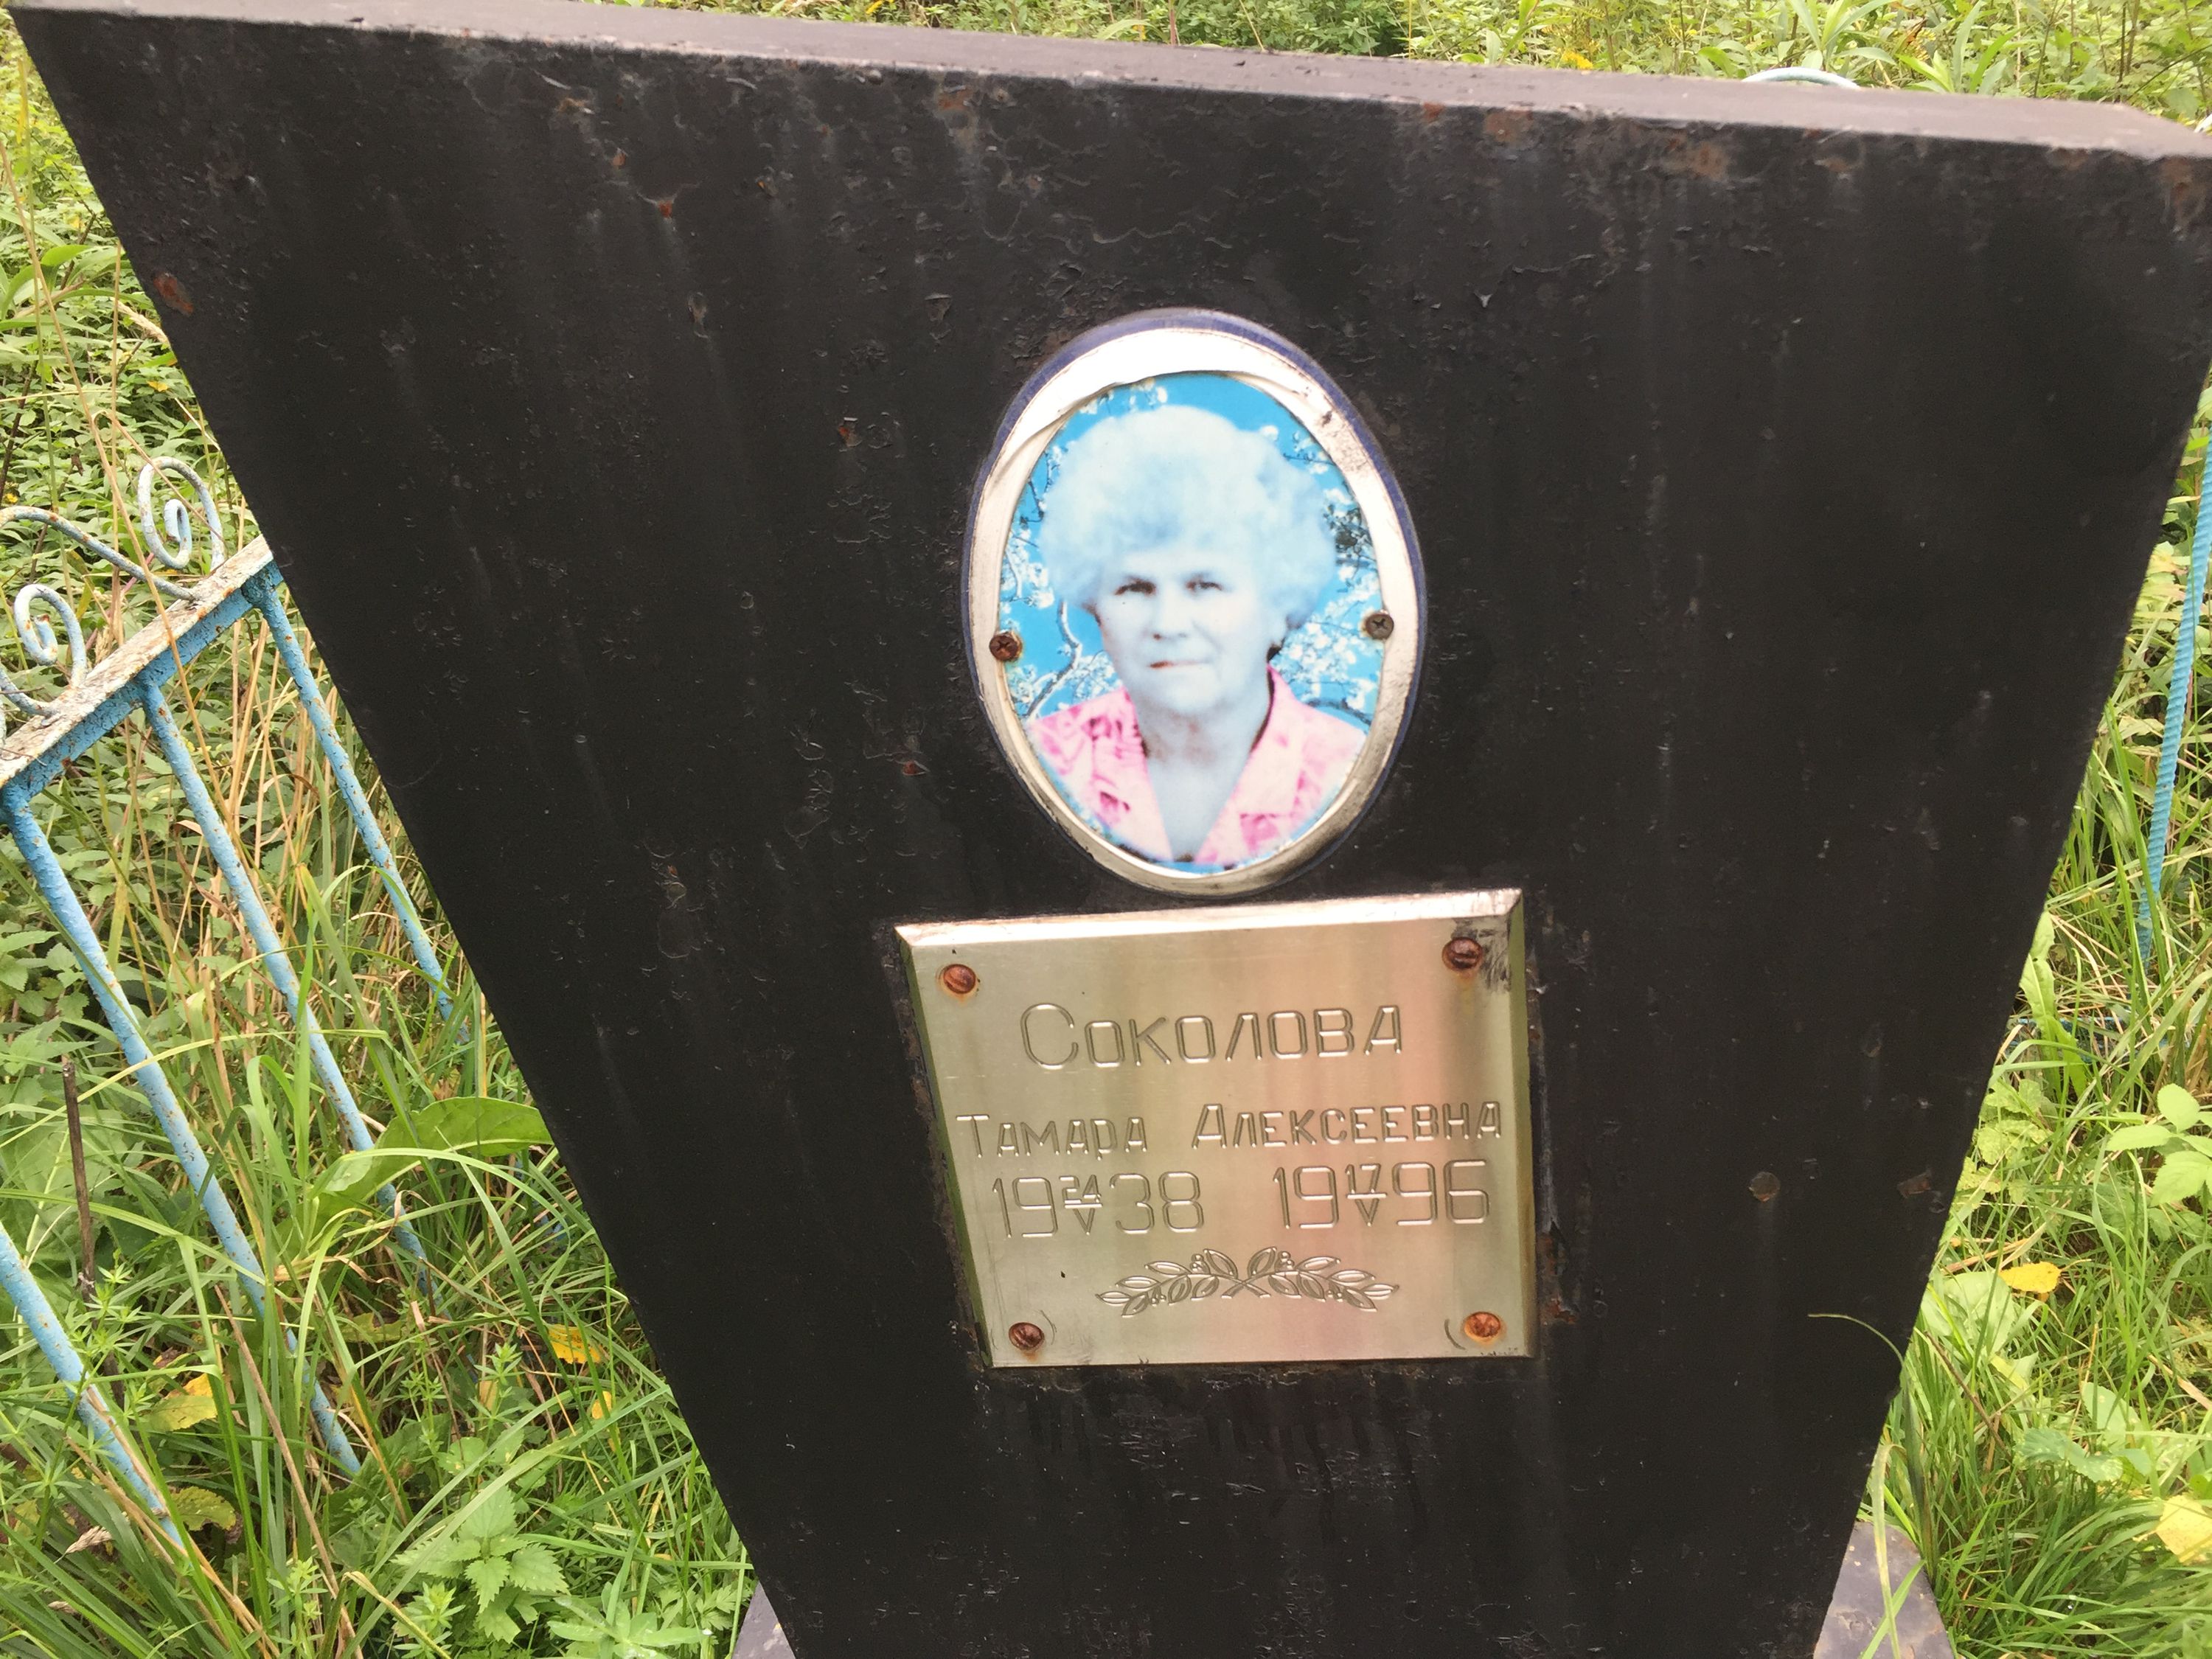 Соколова
Тамара Алексеевна
19 24/V 38 19 17/V 96